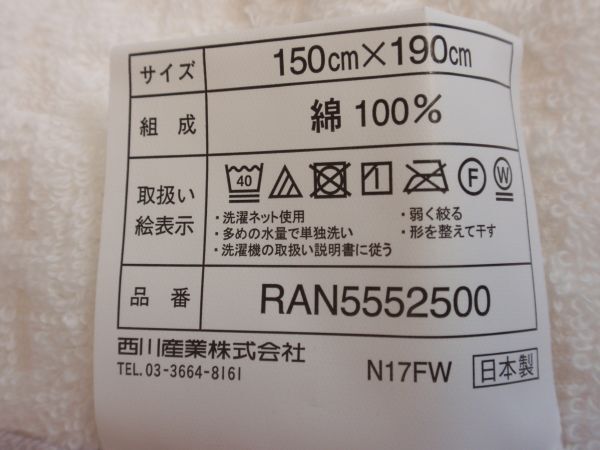 サイズ 150cm×190cm
組成 綿 100%
取扱い
絵表示
40 F W
・洗濯ネット使用 ・弱く絞る
・多めの水量で単独洗い ・形を整えて干す
・洗濯機の取扱い説明書に従う
品番 RAN5552500
西川産業株式会社
TEL. 03-3664-8161 N17FW 日本製